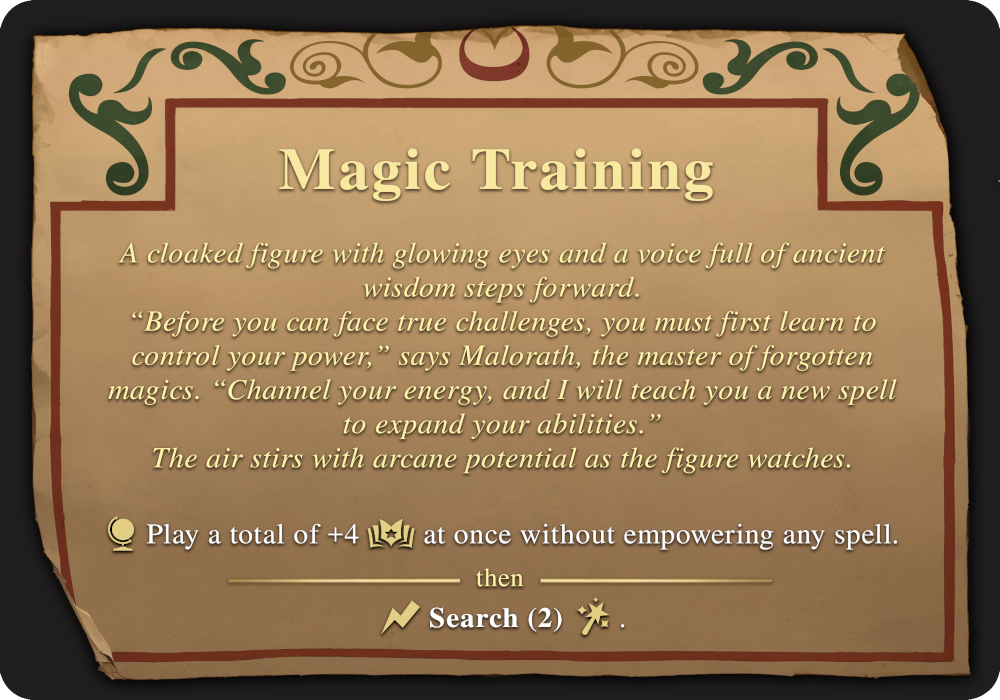 Magic Training
A cloaked figure with glowing eyes and a voice full of ancient
wisdom steps forward.
“Before you can face true challenges, you must first learn to
control your power,” says Malorath, the master of forgotten
magics. “Channel your energy, and I will teach you a new spell
to expand your abilities.”
The air stirs with arcane potential as the figure watches.
Play a total of +4 at once without empowering any spell.
then
Search (2) .